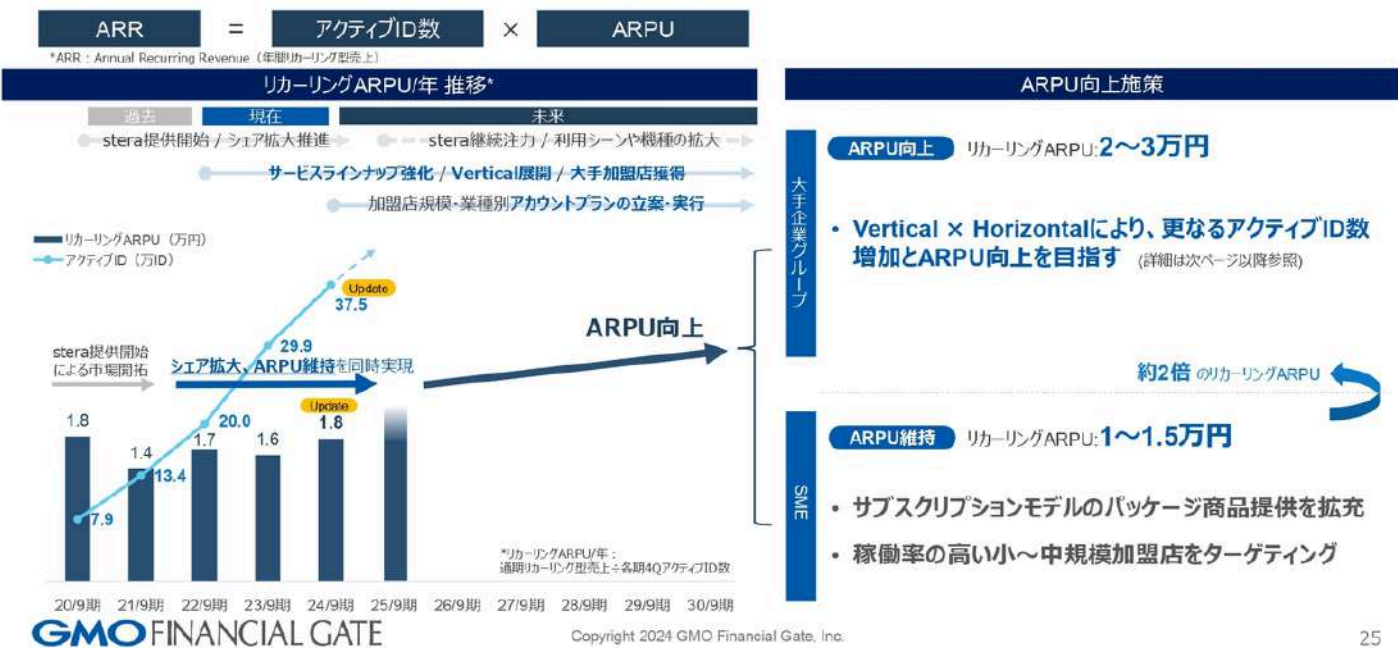 ARR = アクティブID数 × ARPU
*ARR：Annual Recurring Revenue（年間リカーリング型売上）
リカーリングARPU/年 推移*
過去 現在 未来
stera提供開始 / シェア拡大推進
stera継続注力 / 利用シーンや機種の拡大
サービスラインナップ強化 / Vertical展開 / 大手加盟店獲得
加盟店規模・業種別アカウントプランの立案・実行
リカーリングARPU（万円）
アクティブID（万ID）
Update
37.5
29.9
stera提供開始
による市場開拓
シェア拡大、ARPU維持を同時実現
ARPU向上
Update
1.8
1.4
1.7
1.6
1.8
20.0
13.4
7.9
*リカーリングARPU/年：
通期リカーリング型売上÷各期4QアクティブID数
20/9期 21/9期 22/9期 23/9期 24/9期 25/9期 26/9期 27/9期 28/9期 29/9期 30/9期
ARPU向上施策
大手企業グループ
ARPU向上 リカーリングARPU:2～3万円
• Vertical × Horizontalにより、更なるアクティブID数
増加とARPU向上を目指す (詳細は次ページ以降参照)
約2倍 のリカーリングARPU
SME
ARPU維持 リカーリングARPU:1～1.5万円
• サブスクリプションモデルのパッケージ商品提供を拡充
• 稼働率の高い小～中規模加盟店をターゲティング
GMO FINANCIAL GATE
Copyright 2024 GMO Financial Gate, Inc.
25